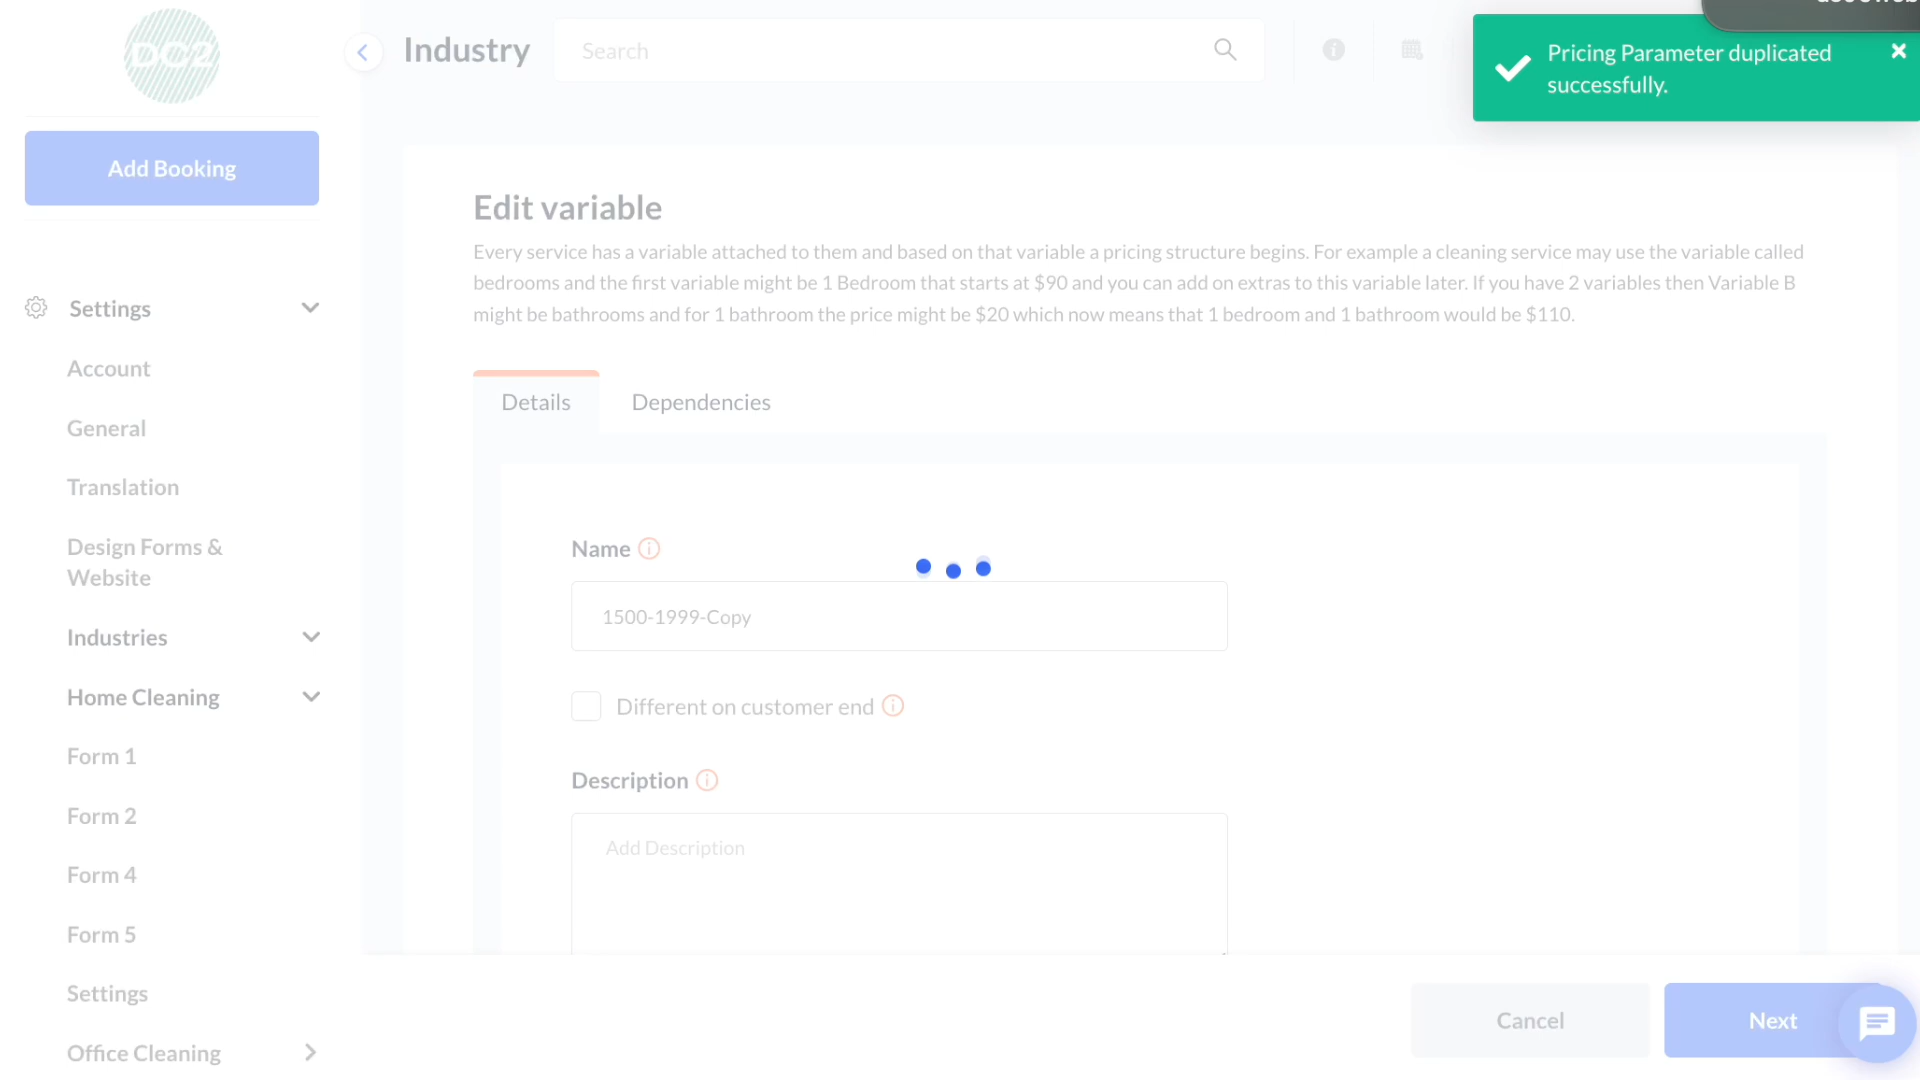 DC2
Industry
Search
Pricing Parameter duplicated
successfully.
Add Booking
Edit variable
Every service has a variable attached to them and based on that variable a pricing structure begins. For example a cleaning service may use the variable called
bedrooms and the first variable might be 1 Bedroom that starts at $90 and you can add on extras to this variable later. If you have 2 variables then Variable B
might be bathrooms and for 1 bathroom the price might be $20 which now means that 1 bedroom and 1 bathroom would be $110.
Settings
Account
General
Translation
Design Forms &
Website
Industries
Home Cleaning
Form 1
Form 2
Form 4
Form 5
Settings
Office Cleaning
Details
Dependencies
Name
1500-1999-Copy
Different on customer end
Description
Add Description
Cancel
Next